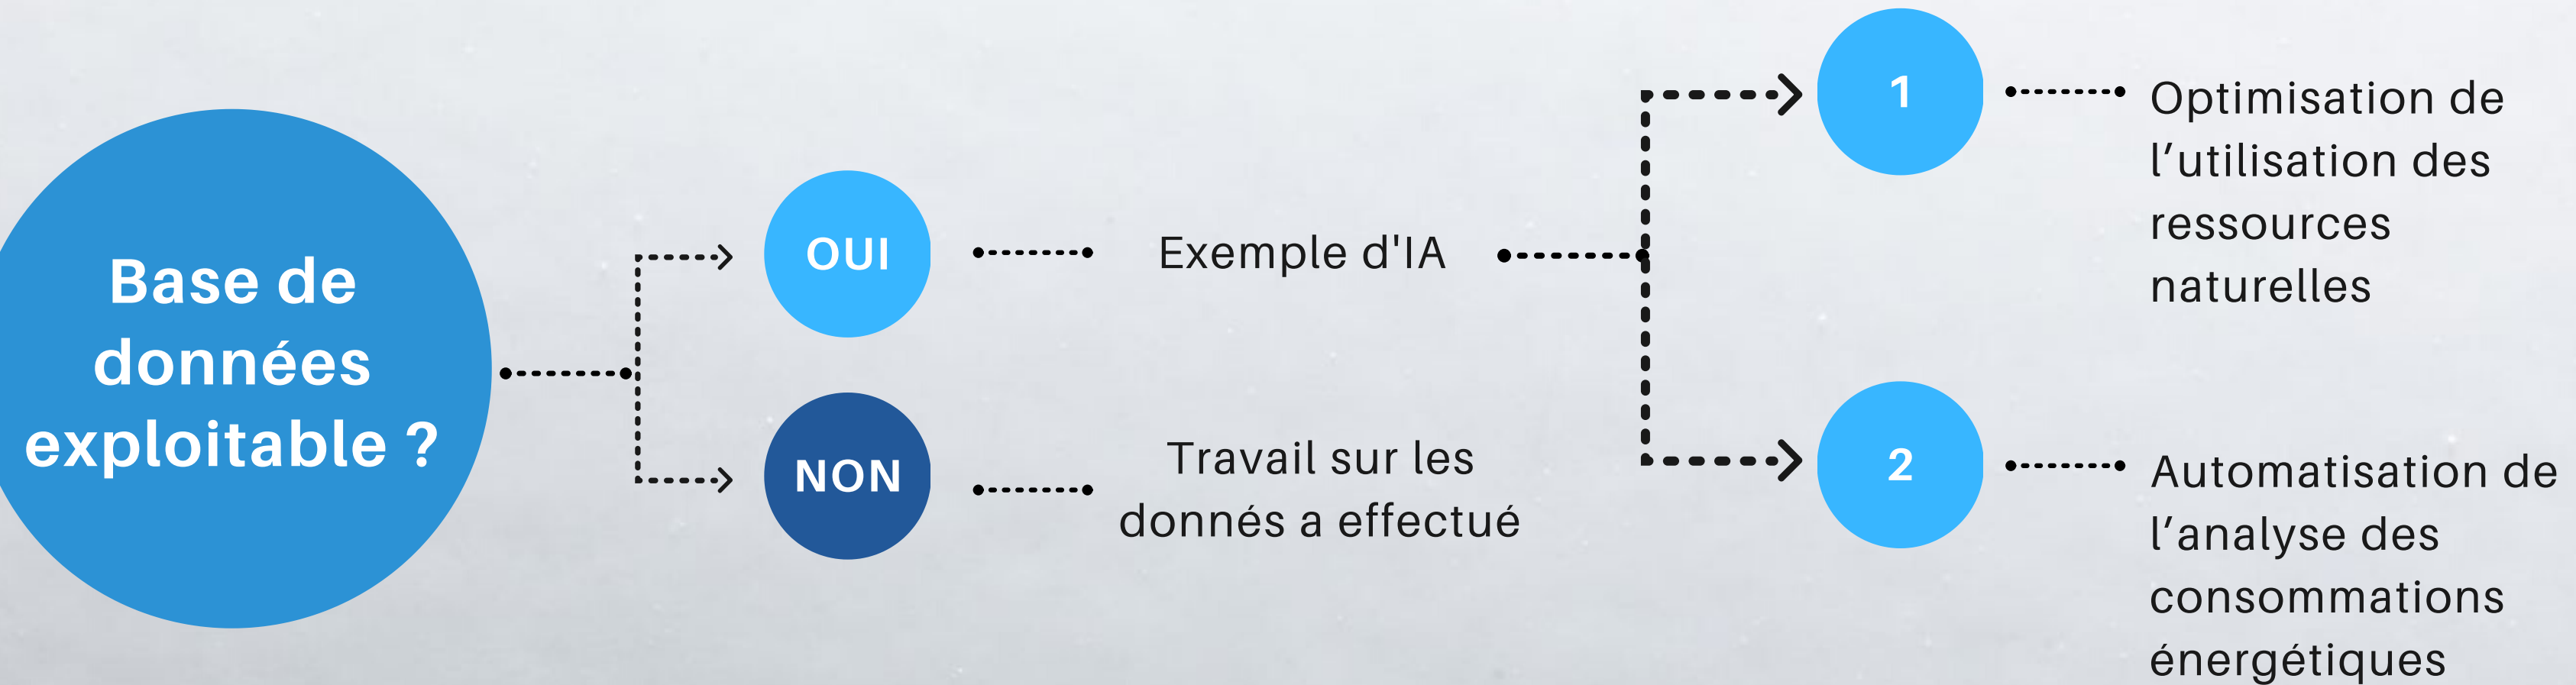 Base de
données
exploitable ?
OUI
Exemple d'IA
NON
Travail sur les
donnés a effectué
1
Optimisation de
l’utilisation des
ressources
naturelles
2
Automatisation de
l’analyse des
consommations
énergétiques